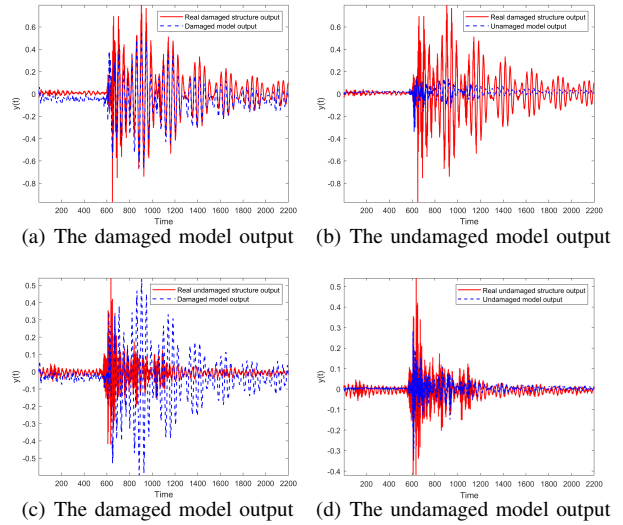 Real damaged structure output
Damaged model output
y(t)
0.6
0.4
0.2
0
-0.2
-0.4
-0.6
-0.8
200 400 600 800 1000 1200 1400 1600 1800 2000 2200
Time
(a) The damaged model output
Real damaged structure output
Unamaged model output
y(t)
0.6
0.4
0.2
0
-0.2
-0.4
-0.6
-0.8
200 400 600 800 1000 1200 1400 1600 1800 2000 2200
Time
(b) The undamaged model output
Real undamaged structure output
Damaged model output
y(t)
0.5
0.4
0.3
0.2
0.1
0
-0.1
-0.2
-0.3
-0.4
-0.5
200 400 600 800 1000 1200 1400 1600 1800 2000 2200
Time
(c) The damaged model output
Real undamaged structure output
Undamaged model output
y(t)
0.5
0.4
0.3
0.2
0.1
0
-0.1
-0.2
-0.3
-0.4
200 400 600 800 1000 1200 1400 1600 1800 2000 2200
Time
(d) The undamaged model output